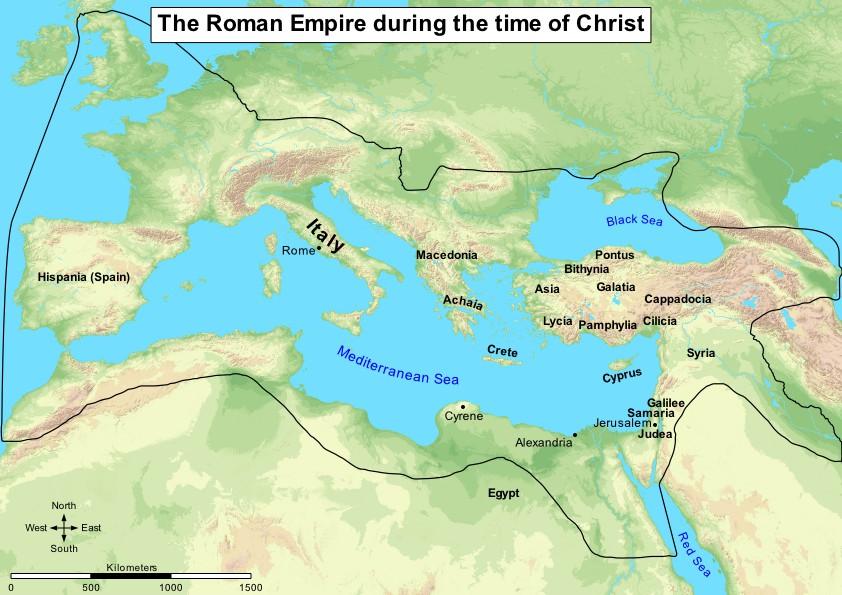 The Roman Empire during the time of Christ
Black Sea
Italy
Rome
Macedonia
Pontus
Bithynia
Hispania (Spain)
Asia
Galatia
Cappadocia
Achaia
Lycia
Pamphylia
Cilicia
Crete
Syria
Mediterranean Sea
Cyprus
Galilee
Samaria
Cyrene
Jerusalem
Judea
Alexandria
Egypt
North
West
East
South
Red Sea
Kilometers
0 500 1000 1500